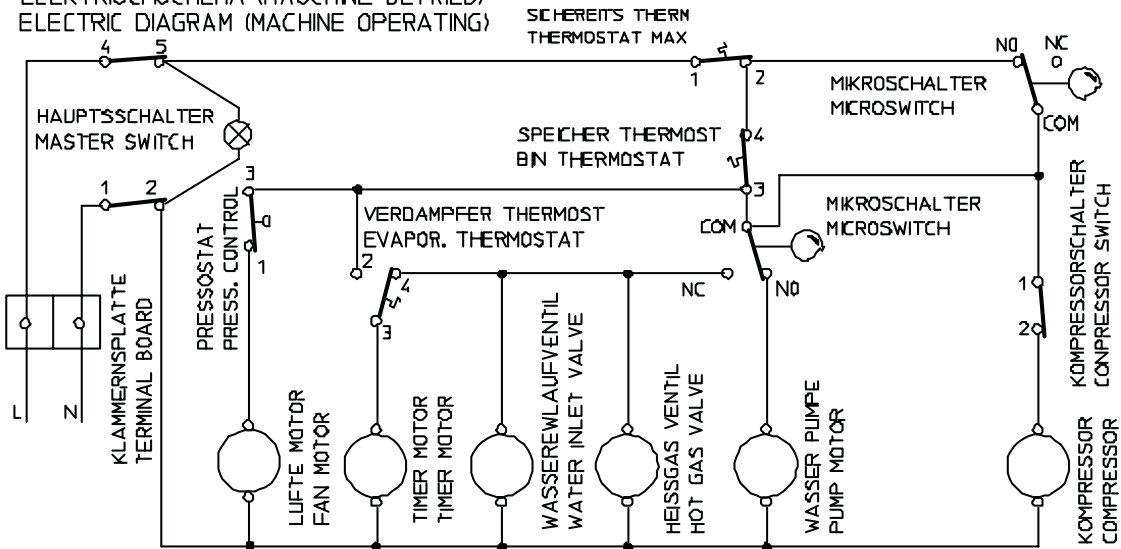 ELECTRIC DIAGRAM (MACHINE OPERATING)
SICHEREITS THERM
THERMOSTAT MAX
4
5
1
2
NO
NC
MIKROSCHALTER
MICROSWITCH
COM
HAUPTSSCHALTER
MASTER SWITCH
SPEICHER THERMOST
BIN THERMOSTAT
4
3
1
2
3
1
PRESSOSTAT
PRESS. CONTROL
VERDAMPFER THERMOST
EVAPOR. THERMOSTAT
2
4
3
COM
MIKROSCHALTER
MICROSWITCH
NC
NO
1
2
KOMPRESSORSCHALTER
CONPRESSOR SWITCH
L
N
KLAMMERNSPLATTE
TERMINAL BOARD
LUFTE MOTOR
FAN MOTOR
TIMER MOTOR
TIMER MOTOR
WASSEREWLAUFVENTIL
WATER INLET VALVE
HEISSGAS VENTIL
HOT GAS VALVE
WASSER PUMPE
PUMP MOTOR
KOMPRESSOR
COMPRESSOR